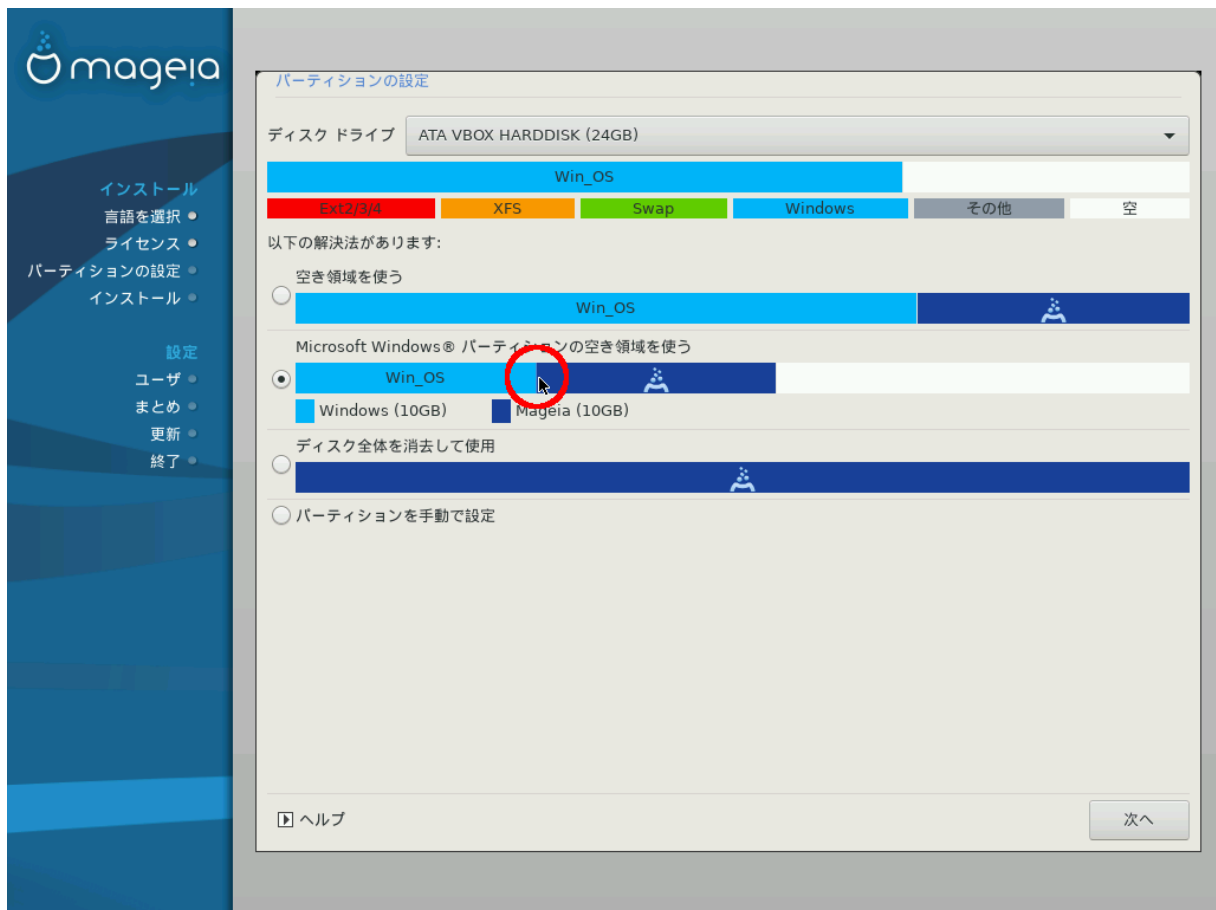 mageia
インストール
言語を選択
ライセンス
パーティションの設定
インストール
設定
ユーザ
まとめ
更新
終了
パーティションの設定
ディスク ドライブ ATA VBOX HARDDISK (24GB)
Win_OS
Ext2/3/4 XFS Swap Windows その他 空
以下の解決法があります:
空き領域を使う
Win_OS
Microsoft Windows® パーティションの空き領域を使う
Win_OS
Windows (10GB) Mageia (10GB)
ディスク全体を消去して使用
パーティションを手動で設定
ヘルプ 次へ